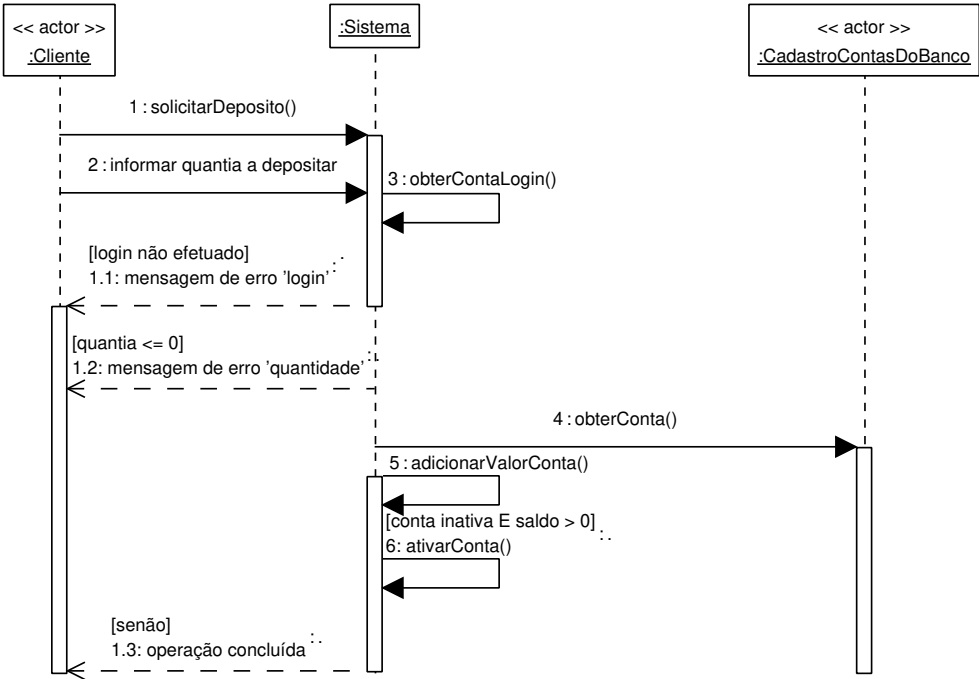 << actor >>
:Cliente
:Sistema
<< actor >>
:CadastroContasDoBanco
1 : solicitarDeposito()
2 : informar quantia a depositar
3 : obterContaLogin()
[login não efetuado]
1.1: mensagem de erro 'login'
[quantia <= 0]
1.2: mensagem de erro 'quantidade'
4 : obterConta()
5 : adicionarValorConta()
[conta inativa E saldo > 0]
6: ativarConta()
[senão]
1.3: operação concluída